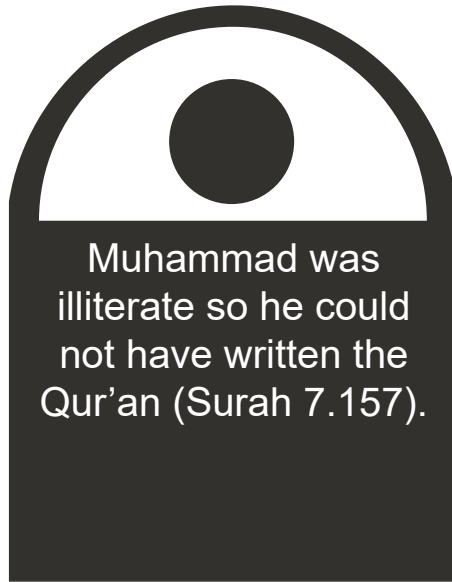 Muhammad was
illiterate so he could
not have written the
Qur’an (Surah 7.157).